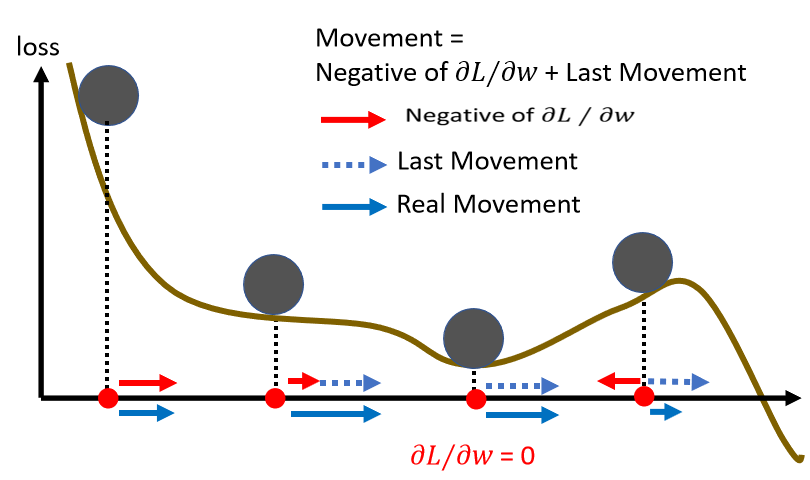 loss
Movement =
Negative of ∂L/∂w + Last Movement
Negative of ∂L / ∂w
Last Movement
Real Movement
∂L/∂w = 0